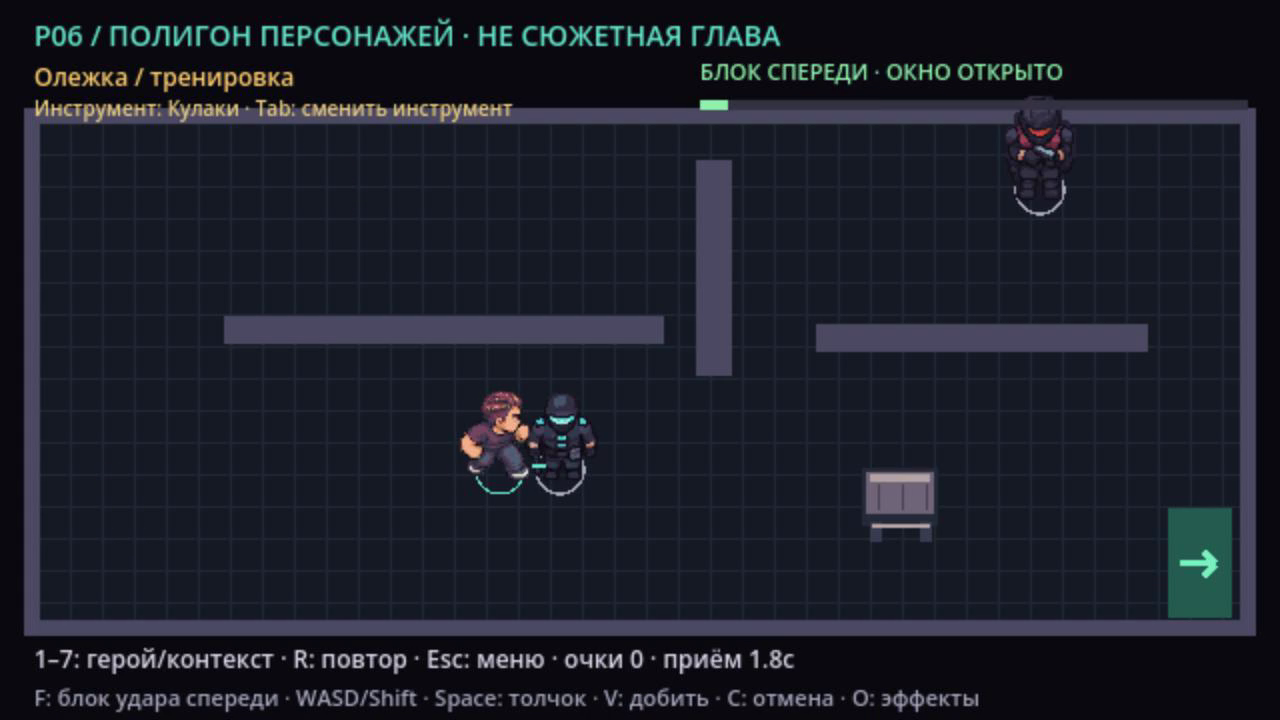 P06 / ПОЛИГОН ПЕРСОНАЖЕЙ · НЕ СЮЖЕТНАЯ ГЛАВА
Олежка / тренировка
БЛОК СПЕРЕДИ · ОКНО ОТКРЫТО
Инструмент: Кулаки · Tab: сменить инструмент
→
1–7: герой/контекст · R: повтор · Esc: меню · очки 0 · приём 1.8с
F: блок удара спереди · WASD/Shift · Space: толчок · V: добить · C: отмена · O: эффекты